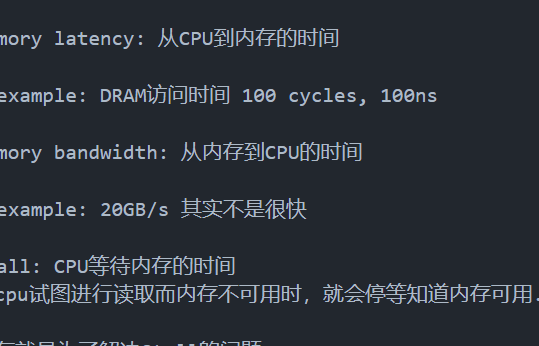 mory latency: 从CPU到内存的时间
example: DRAM访问时间 100 cycles, 100ns
mory bandwidth: 从内存到CPU的时间
example: 20GB/s 其实不是很快
all: CPU等待内存的时间
cpu试图进行读取而内存不可用时，就会停等知道内存可用.